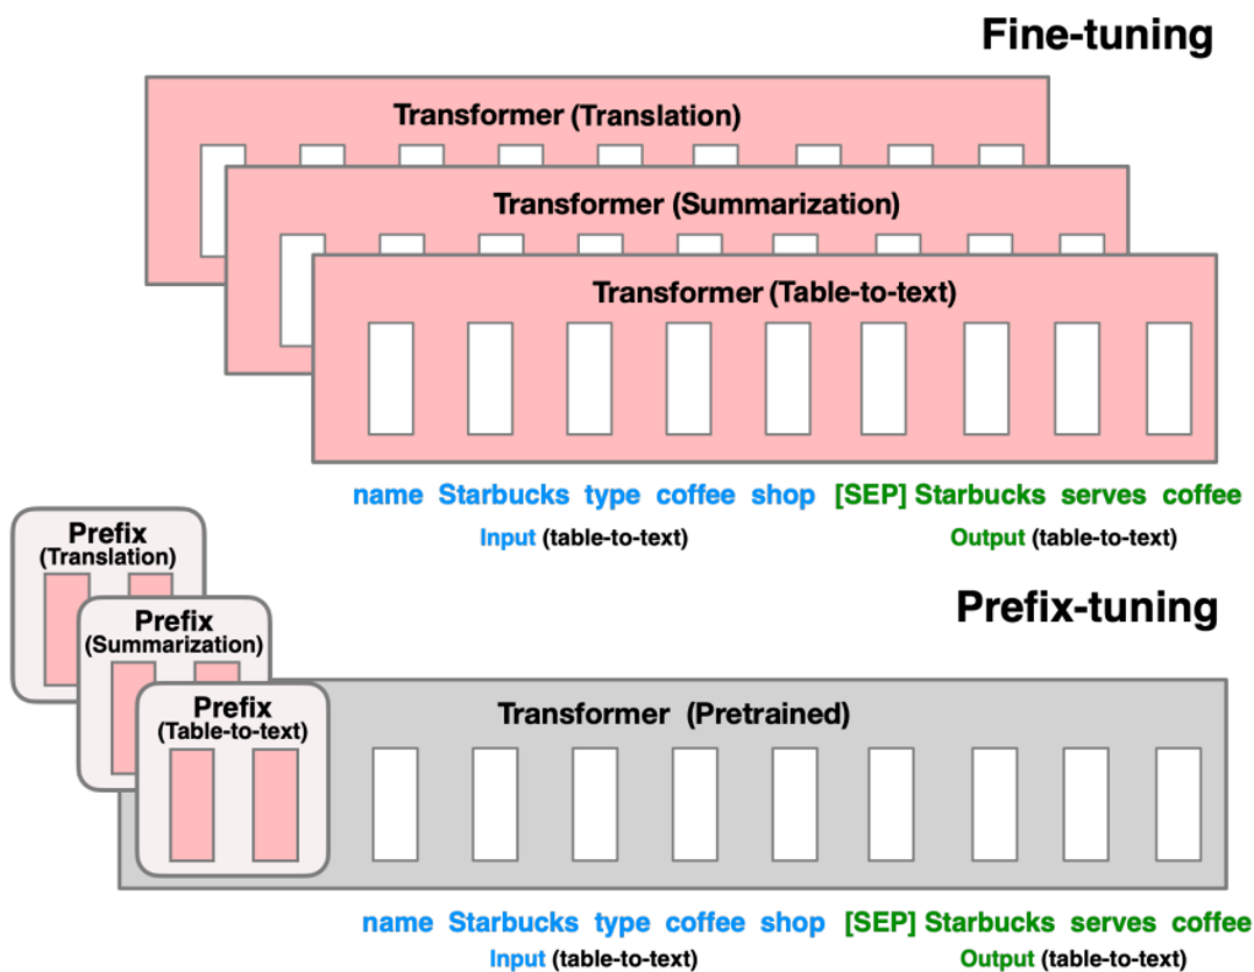 Fine-tuning
Transformer (Translation)
Transformer (Summarization)
Transformer (Table-to-text)
name Starbucks type coffee shop [SEP] Starbucks serves coffee
Input (table-to-text) Output (table-to-text)
Prefix-tuning
Prefix
(Translation)
Prefix
(Summarization)
Prefix
(Table-to-text)
Transformer (Pretrained)
name Starbucks type coffee shop [SEP] Starbucks serves coffee
Input (table-to-text) Output (table-to-text)